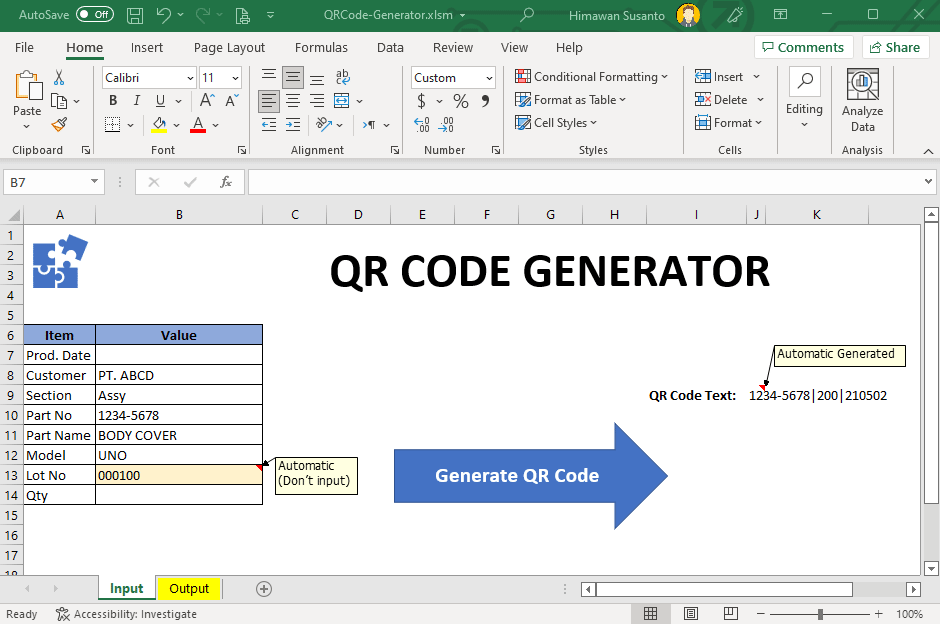 AutoSave Off QRCode-Generator.xlsm Himawan Susanto
File Home Insert Page Layout Formulas Data Review View Help Comments Share
Calibri 11 ab Custom Conditional Formatting Insert
Paste B I U A A $ % 9 Format as Table Delete Editing Analyze Data
A Cell Styles Format
Clipboard Font Alignment Number Styles Cells Analysis
B7 fx
A B C D E F G H I J K
1
2 QR CODE GENERATOR
3
4
5
6 Item Value
7 Prod. Date Automatic Generated
8 Customer PT. ABCD
9 Section Assy QR Code Text: 1234-5678|200|210502
10 Part No 1234-5678
11 Part Name BODY COVER
12 Model UNO
13 Lot No 000100 Automatic (Don't input) Generate QR Code
14 Qty
15
16
17
18
Input Output
Ready Accessibility: Investigate 100%